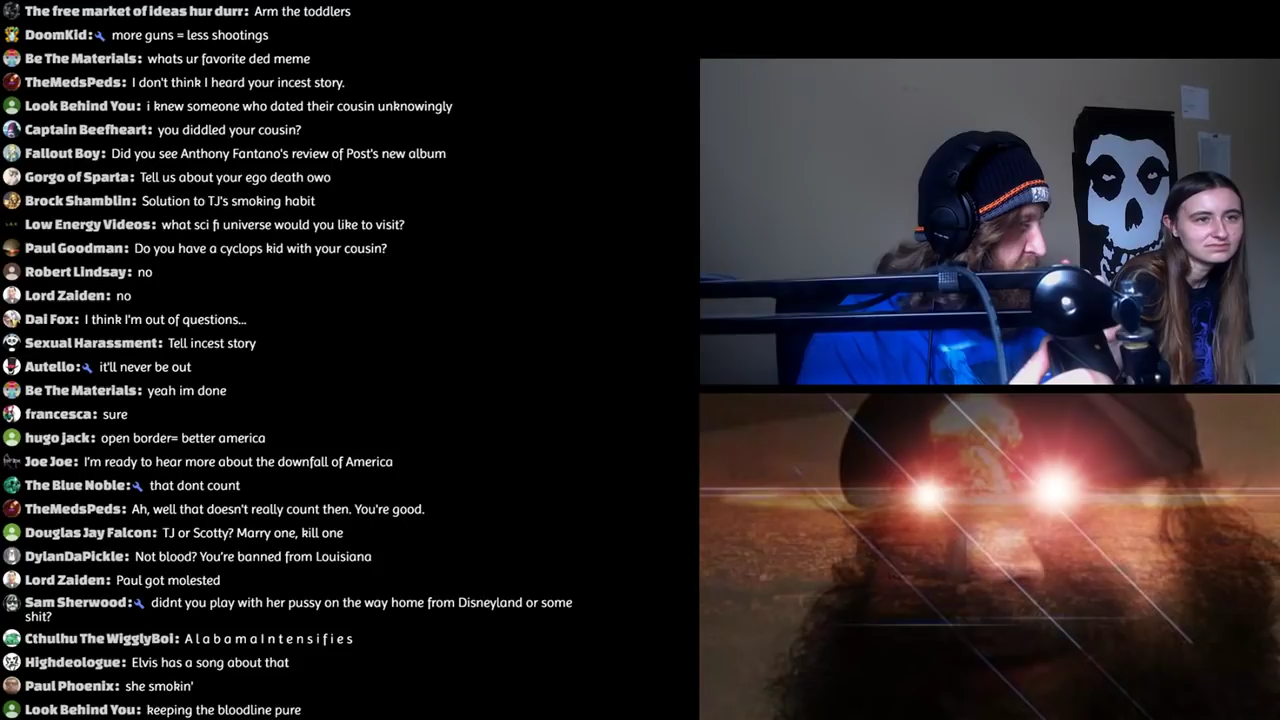 The free market of ideas hur durr: Arm the toddlers
DoomKid: more guns = less shootings
Be The Materials: whats ur favorite ded meme
TheMedsPeds: I don't think I heard your incest story.
Look Behind You: i knew someone who dated their cousin unknowingly
Captain Beefheart: you diddled your cousin?
Fallout Boy: Did you see Anthony Fantano's review of Post's new album
Gorgo of Sparta: Tell us about your ego death owo
Brock Shamblin: Solution to TJ's smoking habit
Low Energy Videos: what sci fi universe would you like to visit?
Paul Goodman: Do you have a cyclops kid with your cousin?
Robert Lindsay: no
Lord Zaiden: no
Dai Fox: I think I'm out of questions...
Sexual Harassment: Tell incest story
Autello: it'll never be out
Be The Materials: yeah im done
francesca: sure
hugo jack: open border= better america
Joe Joe: I'm ready to hear more about the downfall of America
The Blue Noble: that dont count
TheMedsPeds: Ah, well that doesn't really count then. You're good.
Douglas Jay Falcon: TJ or Scotty? Marry one, kill one
DylanDaPickle: Not blood? You're banned from Louisiana
Lord Zaiden: Paul got molested
Sam Sherwood: didnt you play with her pussy on the way home from Disneyland or some
shit?
Cthulhu The WigglyBoi: A l a b a m a I n t e n s i f i e s
Highdeologue: Elvis has a song about that
Paul Phoenix: she smokin'
Look Behind You: keeping the bloodline pure